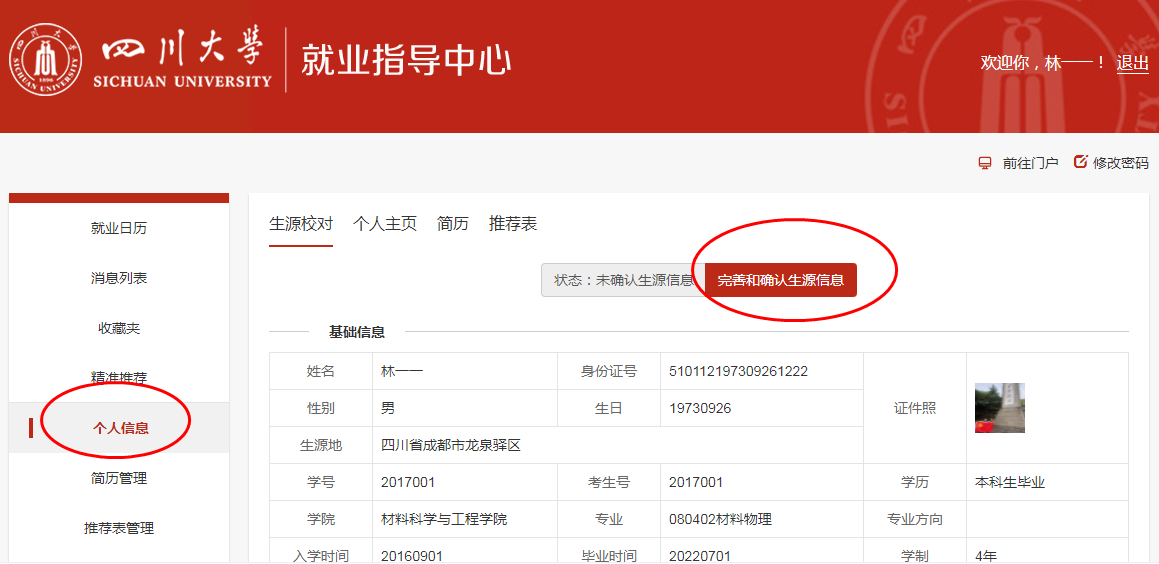 四川大學
SICHUAN UNIVERSITY
就业指导中心
欢迎你，林一一！ 退出
前往门户 修改密码
就业日历
消息列表
收藏夹
精准推荐
个人信息
简历管理
推荐表管理
生源校对 个人主页 简历 推荐表
状态：未确认生源信息 完善和确认生源信息
基础信息
姓名 林一一 身份证号 510112197309261222 证件照
性别 男 生日 19730926
生源地 四川省成都市龙泉驿区
学号 2017001 考生号 2017001 学历 本科生毕业
学院 材料科学与工程学院 专业 080402材料物理 专业方向
入学时间 20160901 毕业时间 20220701 学制 4年